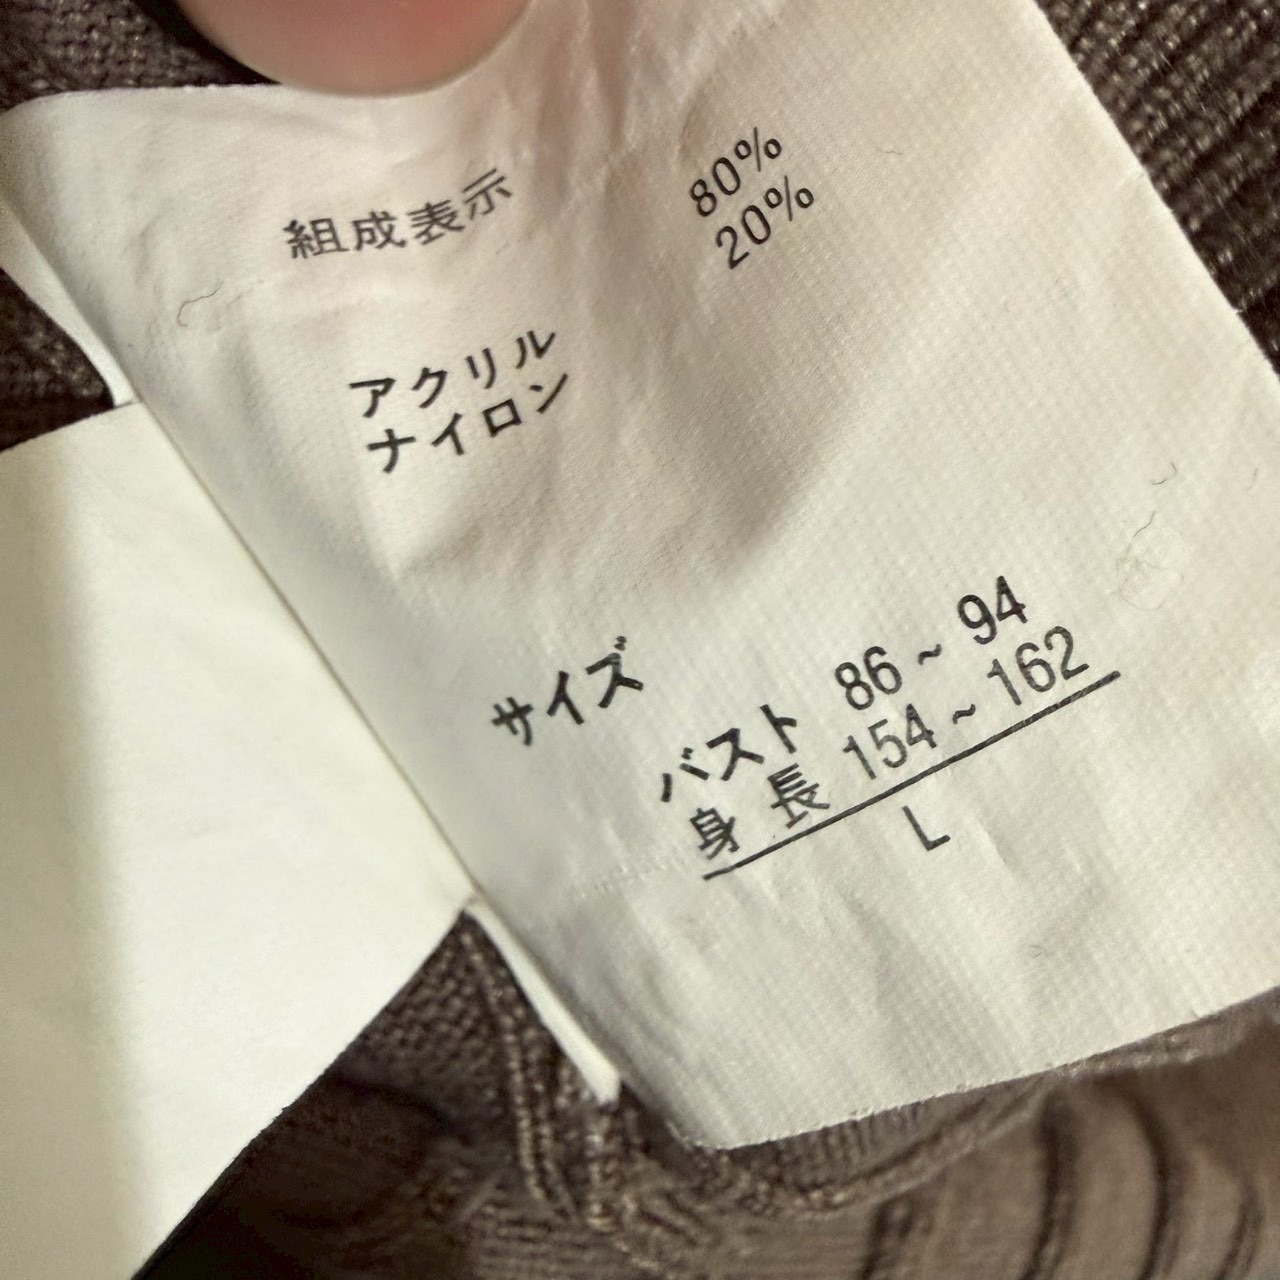 組成表示
アクリル 80%
ナイロン 20%
サイズ
バスト 86~94
身長 154~162
L